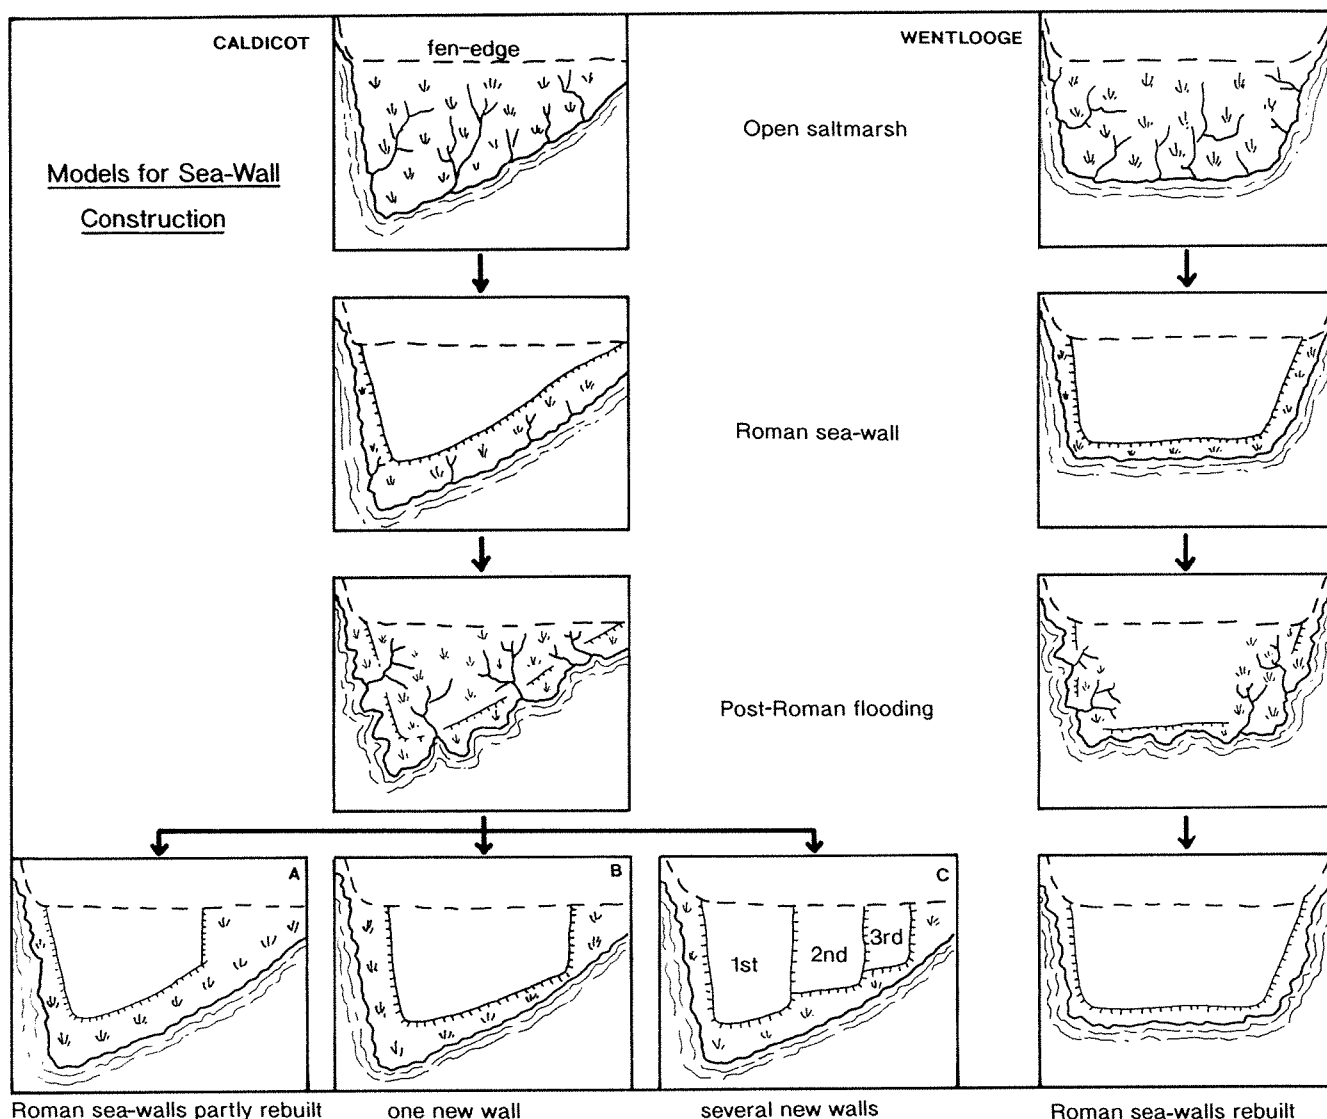 CALDICOT
fen-edge
WENTLOOGE
Open saltmarsh
Models for Sea-Wall
Construction
Roman sea-wall
Post-Roman flooding
A
B
C
1st
2nd
3rd
Roman sea-walls partly rebuilt
one new wall
several new walls
Roman sea-walls rebuilt